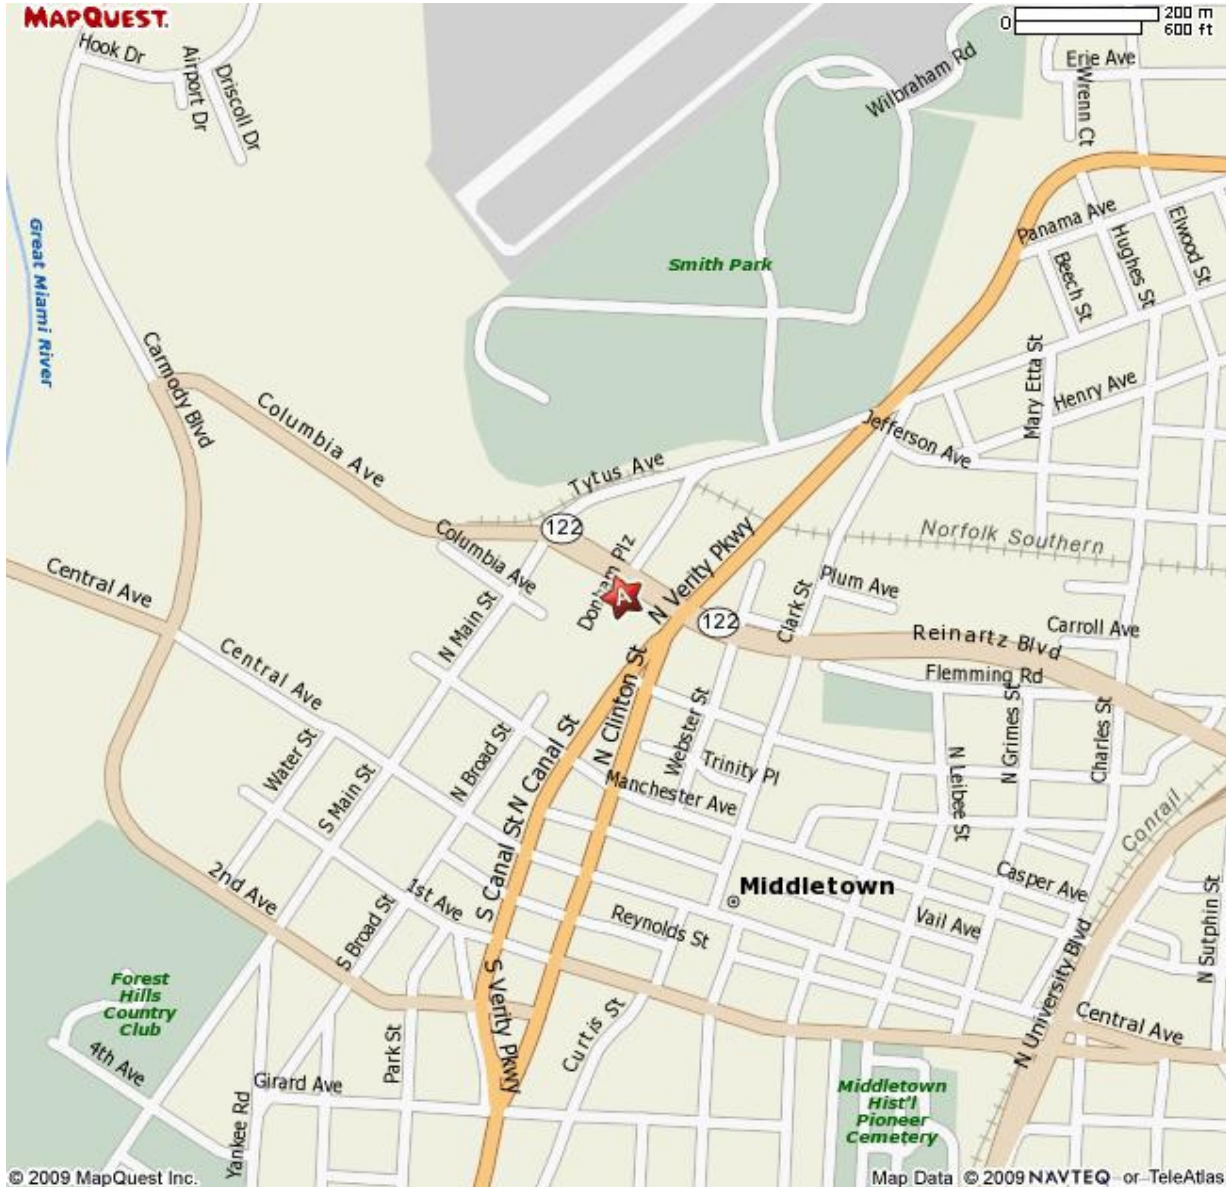 MAPQUEST.
0
200 m
600 ft
Hook Dr
Airport Dr
Driscoll Dr
Wilbraham Rd
Erie Ave
Wrenn Ct
Great Miami River
Smith Park
Panama Ave
Elwood St
Hughes St
Beech St
Carmody Blvd
Columbia Ave
Mary Etta St
Henry Ave
Jefferson Ave
Tytus Ave
122
Norfolk Southern
Columbia Ave
Donham Plz
A
N Verity Pkwy
Central Ave
Plum Ave
Clark St
122
Carroll Ave
Reinartz Blvd
N Main St
Flemming Rd
Central Ave
N Clinton St
Webster St
N Grimes St
Charles St
Water St
N Broad St
N Canal St
Trinity Pl
N Leibee St
S Main St
Manchester Ave
Conrail
S Canal St
2nd Ave
1st Ave
Middletown
Casper Ave
Vail Ave
Reynolds St
S Broad St
N University Blvd
N Sutphin St
Forest
Hills
Country
Club
S Verity Pkwy
Curtis St
Central Ave
4th Ave
Park St
Girard Ave
Yankee Rd
Middletown
Hist'l
Pioneer
Cemetery
© 2009 MapQuest Inc.
Map Data © 2009 NAVTEQ or TeleAtlas